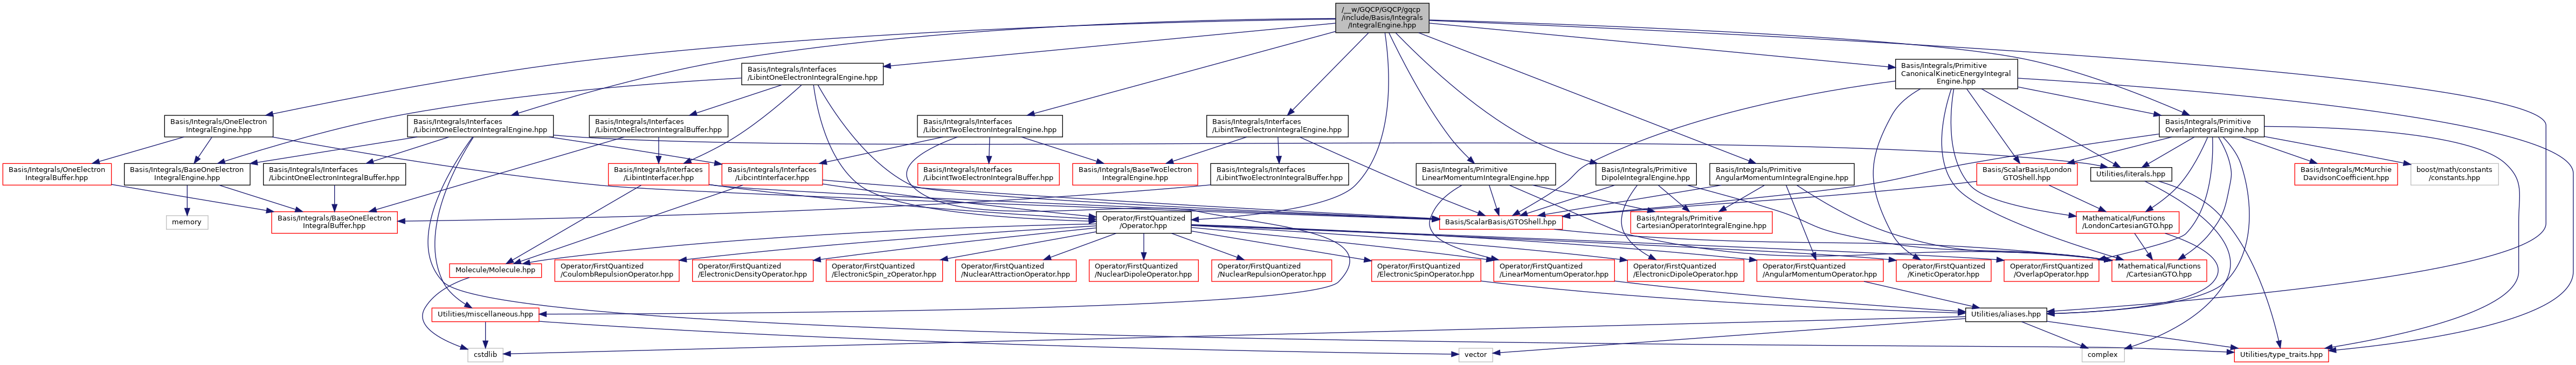 /__w/GQCP/GQCP/gqcp
/include/Basis/Integrals
/IntegralEngine.hpp
Basis/Integrals/Interfaces
/LibintOneElectronIntegralEngine.hpp
Basis/Integrals/Primitive
CanonicalKineticEnergyIntegral
Engine.hpp
Basis/Integrals/OneElectron
IntegralEngine.hpp
Basis/Integrals/Interfaces
/LibcintOneElectronIntegralEngine.hpp
Basis/Integrals/Interfaces
/LibintOneElectronIntegralBuffer.hpp
Basis/Integrals/Interfaces
/LibcintTwoElectronIntegralEngine.hpp
Basis/Integrals/Interfaces
/LibintTwoElectronIntegralEngine.hpp
Basis/Integrals/Primitive
OverlapIntegralEngine.hpp
Basis/Integrals/OneElectron
IntegralBuffer.hpp
Basis/Integrals/BaseOneElectron
IntegralEngine.hpp
Basis/Integrals/Interfaces
/LibcintOneElectronIntegralBuffer.hpp
Basis/Integrals/Interfaces
/LibintInterfacer.hpp
Basis/Integrals/Interfaces
/LibcintInterfacer.hpp
Basis/Integrals/Interfaces
/LibcintTwoElectronIntegralBuffer.hpp
Basis/Integrals/BaseTwoElectron
IntegralEngine.hpp
Basis/Integrals/Interfaces
/LibintTwoElectronIntegralBuffer.hpp
Basis/Integrals/Primitive
LinearMomentumIntegralEngine.hpp
Basis/Integrals/Primitive
DipoleIntegralEngine.hpp
Basis/Integrals/Primitive
AngularMomentumIntegralEngine.hpp
Basis/ScalarBasis/London
GTOShell.hpp
Utilities/literals.hpp
Basis/Integrals/McMurchie
DavidsonCoefficient.hpp
boost/math/constants
/constants.hpp
memory
Basis/Integrals/BaseOneElectron
IntegralBuffer.hpp
Operator/FirstQuantized
/Operator.hpp
Basis/ScalarBasis/GTOShell.hpp
Basis/Integrals/Primitive
CartesianOperatorIntegralEngine.hpp
Mathematical/Functions
/LondonCartesianGTO.hpp
Molecule/Molecule.hpp
Operator/FirstQuantized
/CoulombRepulsionOperator.hpp
Operator/FirstQuantized
/ElectronicDensityOperator.hpp
Operator/FirstQuantized
/ElectronicSpin_zOperator.hpp
Operator/FirstQuantized
/NuclearAttractionOperator.hpp
Operator/FirstQuantized
/NuclearDipoleOperator.hpp
Operator/FirstQuantized
/NuclearRepulsionOperator.hpp
Operator/FirstQuantized
/ElectronicSpinOperator.hpp
Operator/FirstQuantized
/LinearMomentumOperator.hpp
Operator/FirstQuantized
/ElectronicDipoleOperator.hpp
Operator/FirstQuantized
/AngularMomentumOperator.hpp
Operator/FirstQuantized
/KineticOperator.hpp
Operator/FirstQuantized
/OverlapOperator.hpp
Mathematical/Functions
/CartesianGTO.hpp
Utilities/miscellaneous.hpp
Utilities/aliases.hpp
cstdlib
vector
complex
Utilities/type_traits.hpp